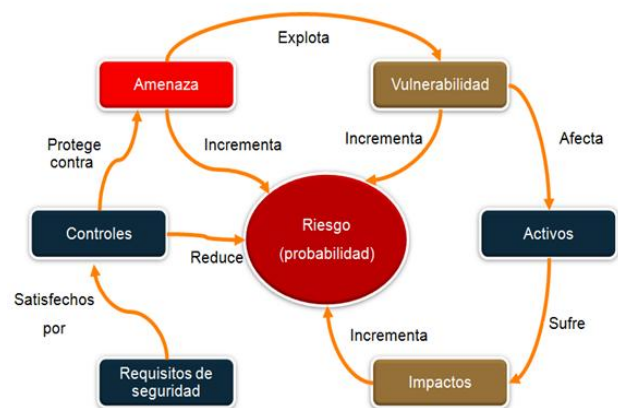 Explota
Amenaza
Vulnerabilidad
Protege
contra
Incrementa
Incrementa
Afecta
Riesgo
(probabilidad)
Controles
Reduce
Activos
Satisfechos
por
Incrementa
Sufre
Requisitos de
seguridad
Impactos